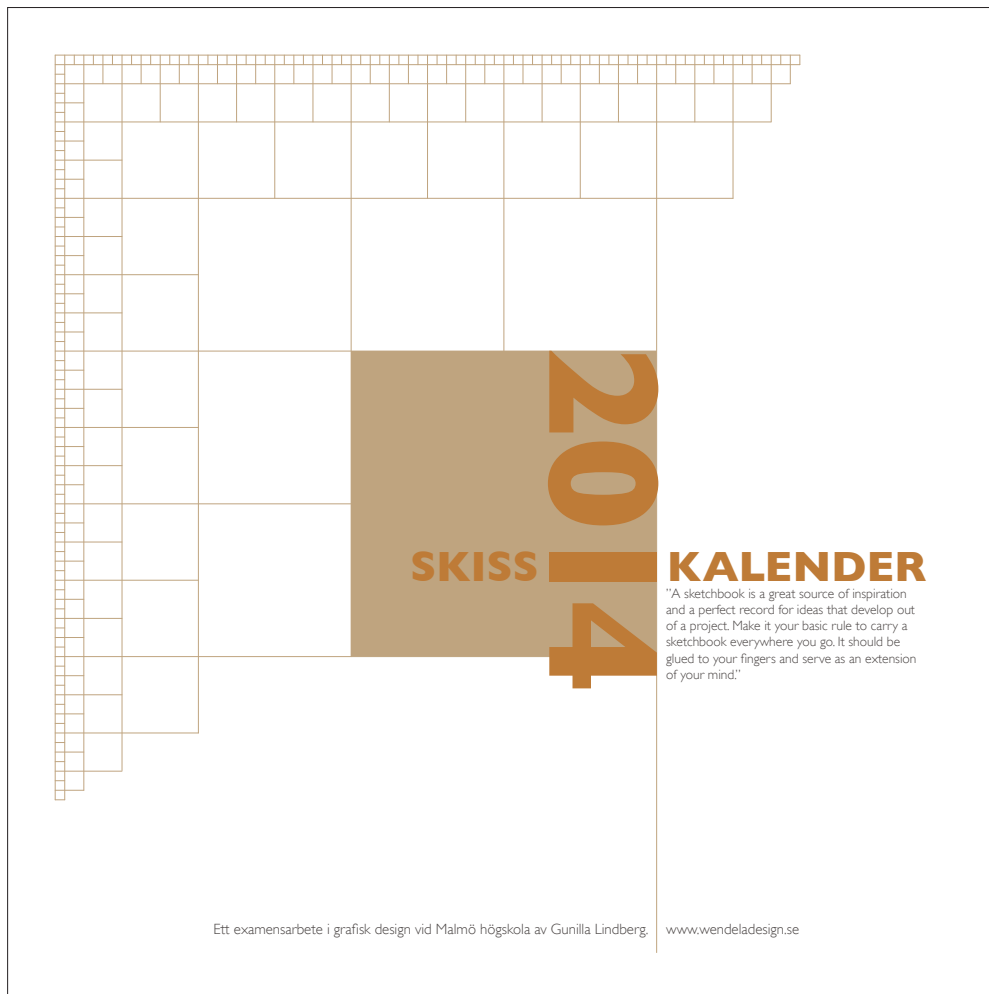 2014
SKISS KALENDER
”A sketchbook is a great source of inspiration
and a perfect record for ideas that develop out
of a project. Make it your basic rule to carry a
sketchbook everywhere you go. It should be
glued to your fingers and serve as an extension
of your mind.”
Ett examensarbete i grafisk design vid Malmö högskola av Gunilla Lindberg. www.wendeladesign.se